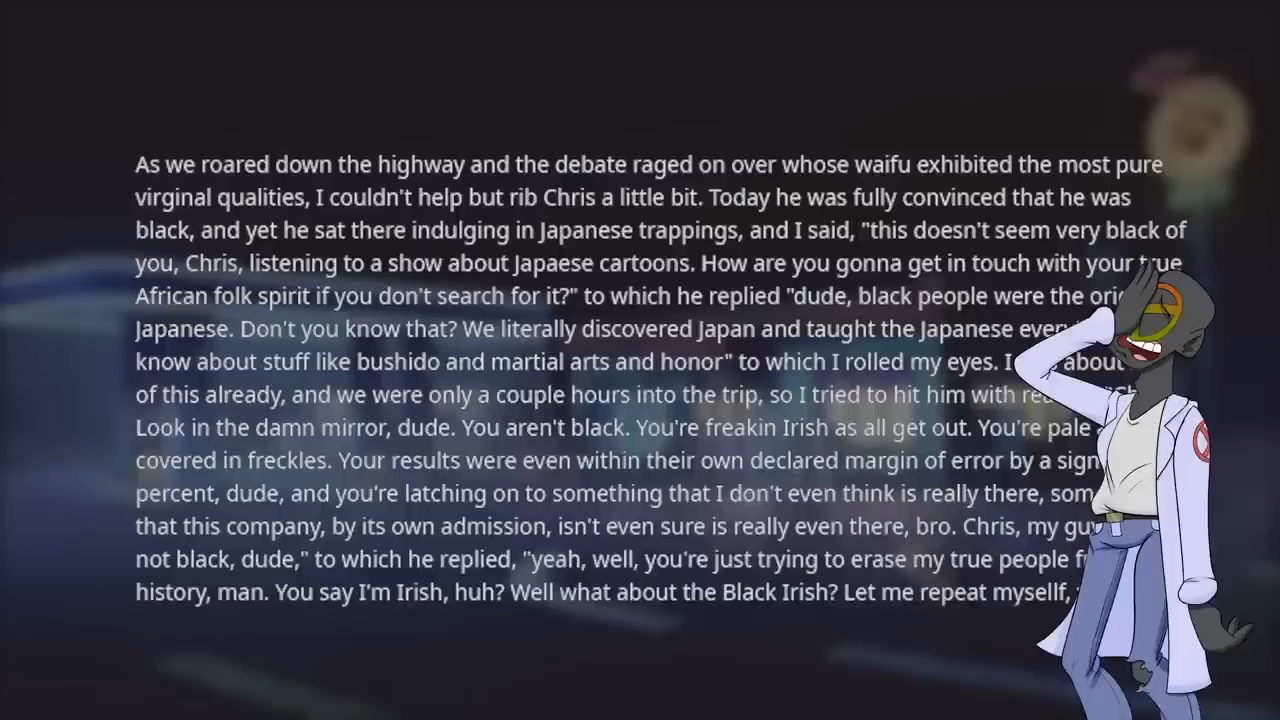 As we roared down the highway and the debate raged on over whose waifu exhibited the most pure
virginal qualities, I couldn't help but rib Chris a little bit. Today he was fully convinced that he was
black, and yet he sat there indulging in Japanese trappings, and I said, "this doesn't seem very black of
you, Chris, listening to a show about Japaese cartoons. How are you gonna get in touch with your true
African folk spirit if you don't search for it?" to which he replied "dude, black people were the
Japanese. Don't you know that? We literally discovered Japan and taught the Japanese
know about stuff like bushido and martial arts and honor" to which I rolled my eyes. I about
of this already, and we were only a couple hours into the trip, so I tried to hit him with
Look in the damn mirror, dude. You aren't black. You're freakin Irish as all get out. You're pale
covered in freckles. Your results were even within their own declared margin of error by a
percent, dude, and you're latching on to something that I don't even think is really there,
that this company, by its own admission, isn't even sure is really even there, bro. Chris, my
not black, dude," to which he replied, "yeah, well, you're just trying to erase my true people
history, man. You say I'm Irish, huh? Well what about the Black Irish? Let me repeat mysellf,